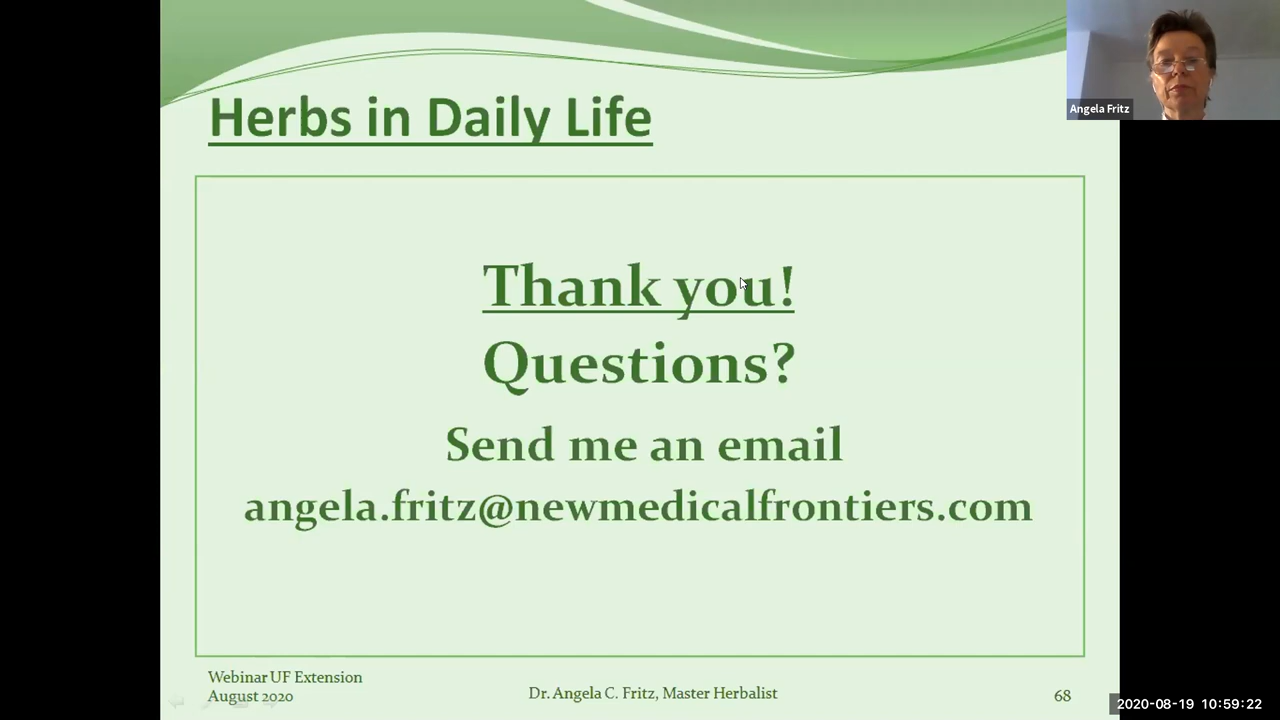 Herbs in Daily Life
Angela Fritz
Thank you!
Questions?
Send me an email
angela.fritz@newmedicalfrontiers.com
Webinar UF Extension
August 2020
Dr. Angela C. Fritz, Master Herbalist
68
2020-08-19 10:59:22